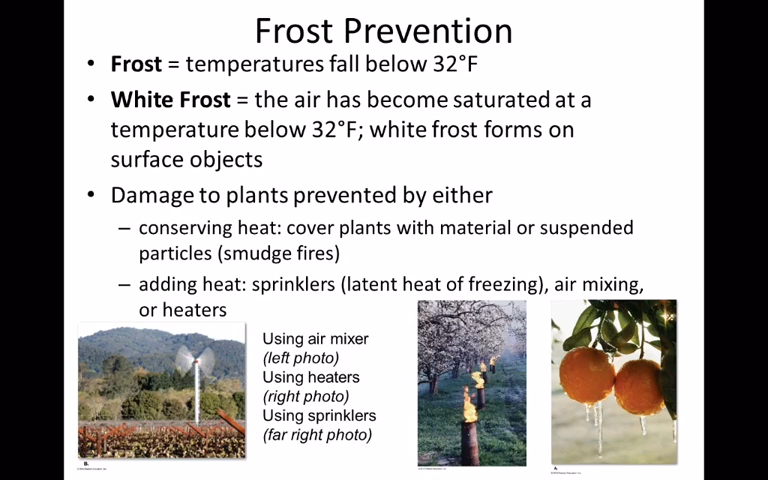 Frost Prevention
• Frost = temperatures fall below 32°F
• White Frost = the air has become saturated at a
temperature below 32°F; white frost forms on
surface objects
• Damage to plants prevented by either
– conserving heat: cover plants with material or suspended
particles (smudge fires)
– adding heat: sprinklers (latent heat of freezing), air mixing,
or heaters
Using air mixer
(left photo)
Using heaters
(right photo)
Using sprinklers
(far right photo)
B.
A.